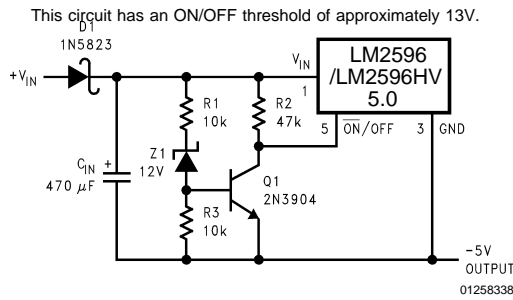 This circuit has an ON/OFF threshold of approximately 13V.
D1
1N5823
+VIN
VIN
1
LM2596
/LM2596HV
5.0
R1
10k
R2
47k
5
ON/OFF
3
GND
Z1
12V
CIN
+
470 μF
Q1
2N3904
R3
10k
−5V
OUTPUT
01258338